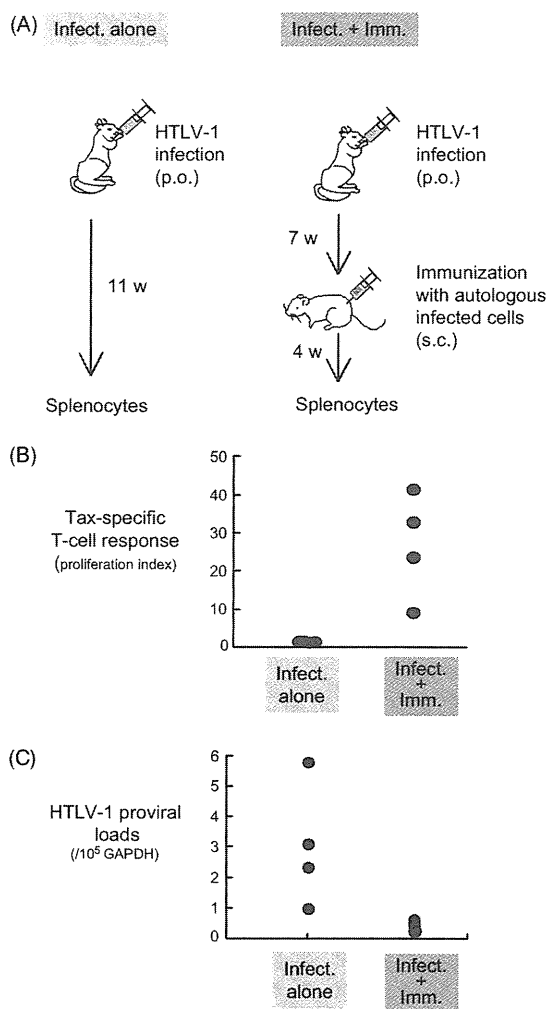 (A)
Infect. alone
Infect. + Imm.
HTLV-1
infection
(p.o.)
HTLV-1
infection
(p.o.)
11 w
7 w
Immunization
with autologous
infected cells
(s.c.)
4 w
Splenocytes
Splenocytes
(B)
Tax-specific
T-cell response
(proliferation index)
50
40
30
20
10
0
Infect.
alone
Infect.
+
Imm.
(C)
HTLV-1 proviral
loads
(/10⁵ GAPDH)
6
5
4
3
2
1
0
Infect.
alone
Infect.
+
Imm.